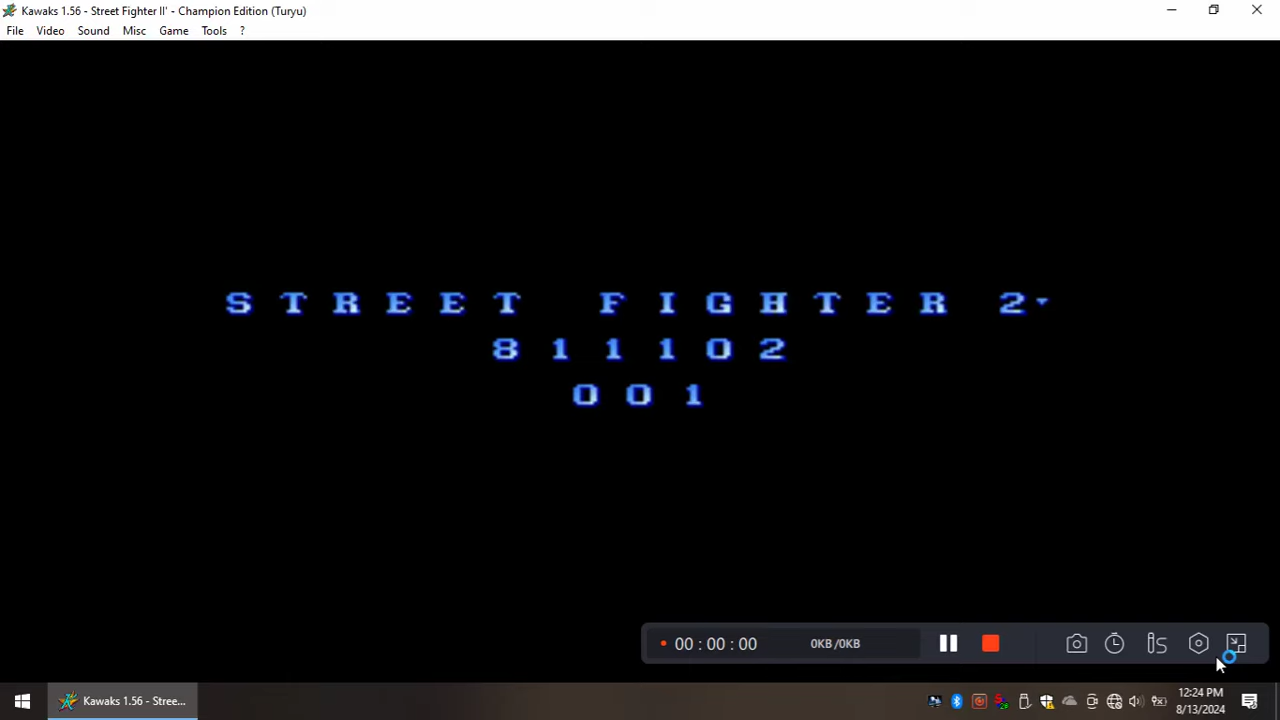 Kawaks 1.56 - Street Fighter II' - Champion Edition (Turyu)
File Video Sound Misc Game Tools ?
STREET FIGHTER 2'
811102
001
00:00:00 0KB/0KB
Kawaks 1.56 - Stree...
12:24 PM
8/13/2024